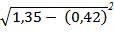 √1,35 − (0,42)²